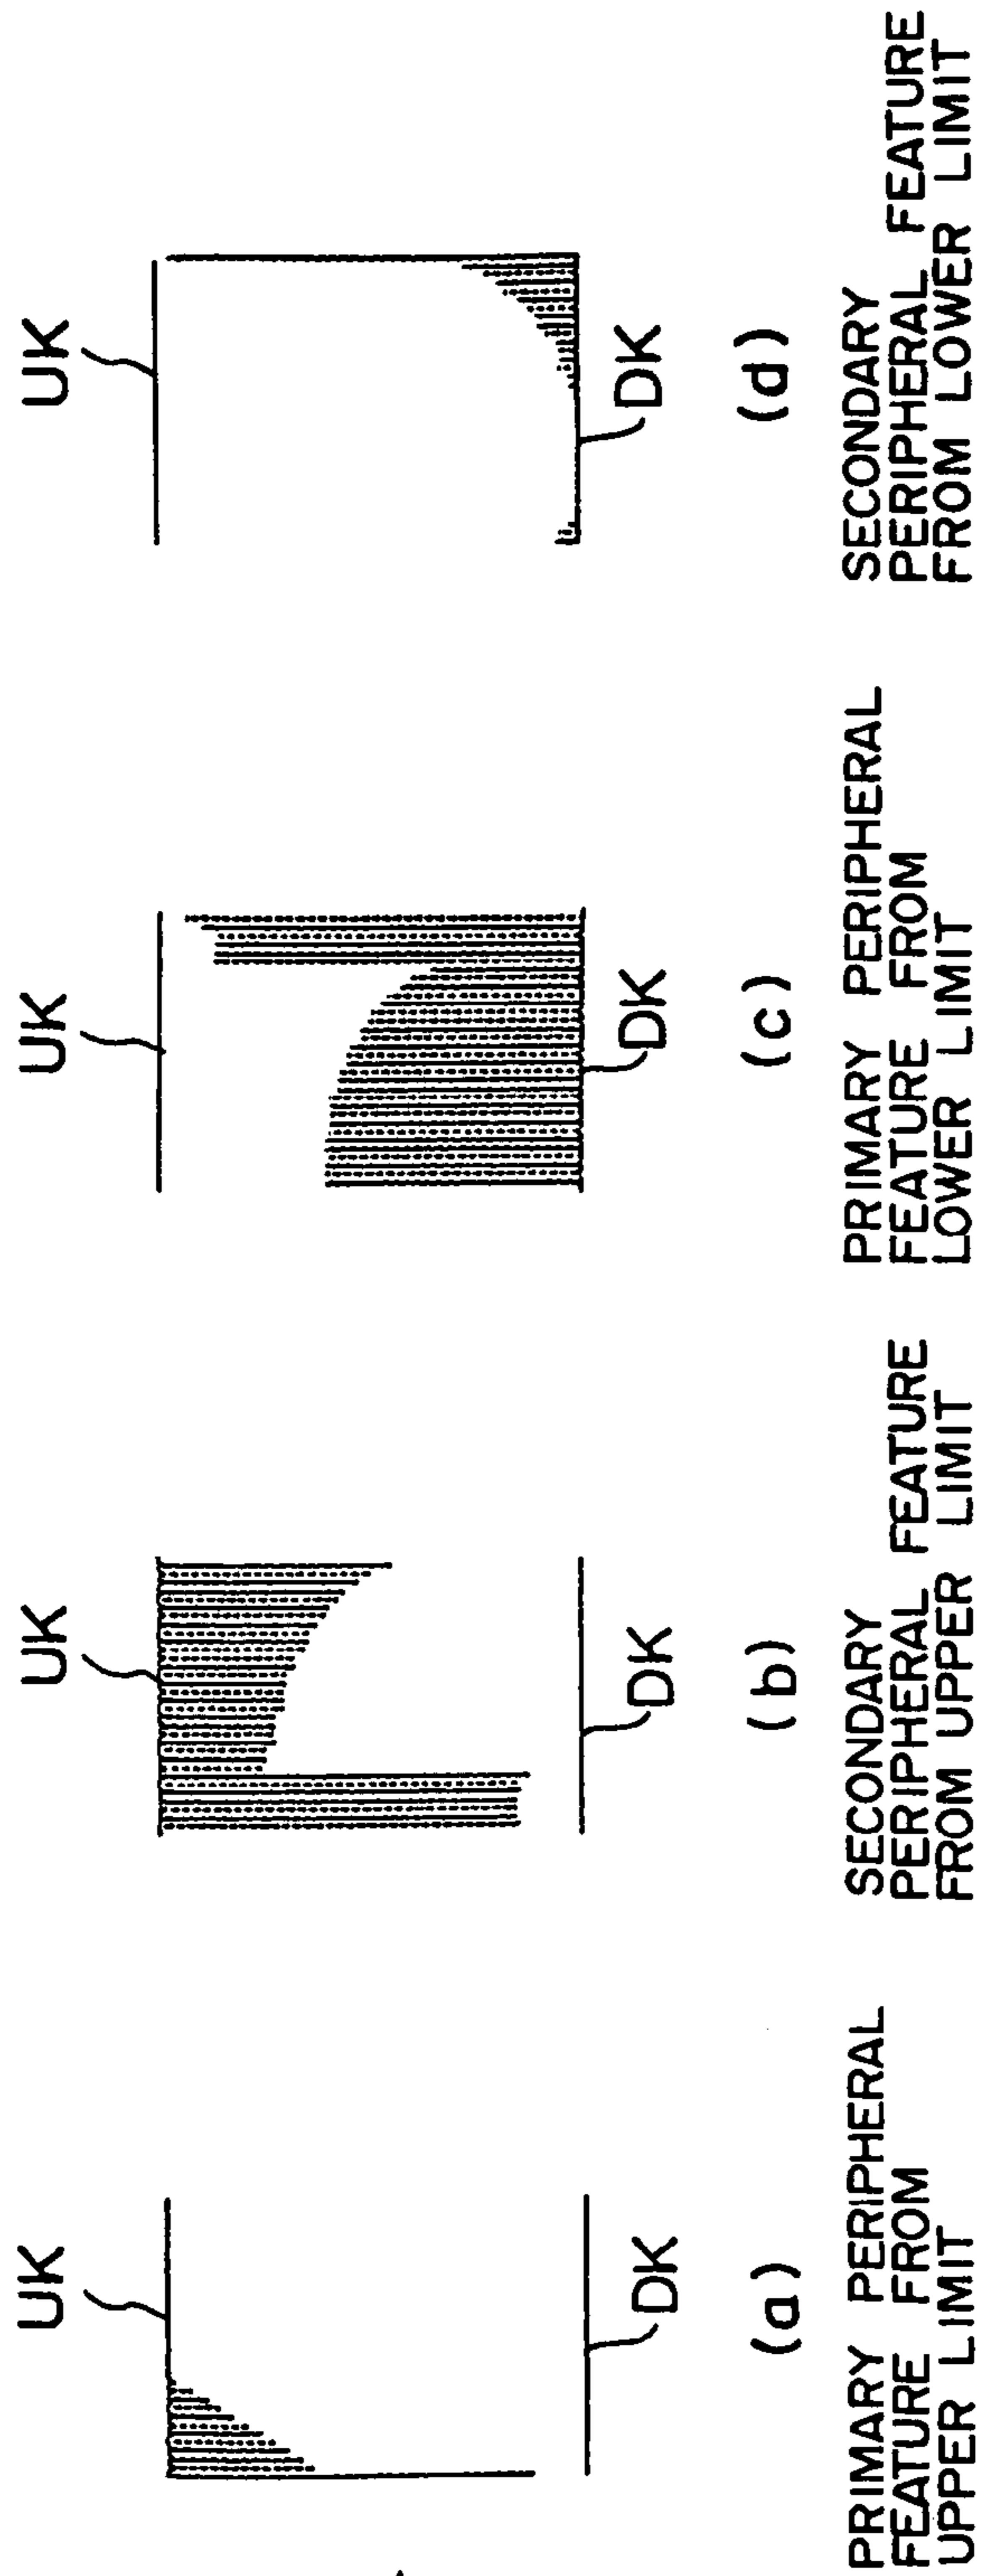 UK
DK
(a)
PRIMARY PERIPHERAL
FEATURE FROM
UPPER LIMIT
UK
DK
(b)
SECONDARY
PERIPHERAL FEATURE
FROM UPPER LIMIT
UK
DK
(c)
PRIMARY PERIPHERAL
FEATURE FROM
LOWER LIMIT
UK
DK
(d)
SECONDARY
PERIPHERAL FEATURE
FROM LOWER LIMIT